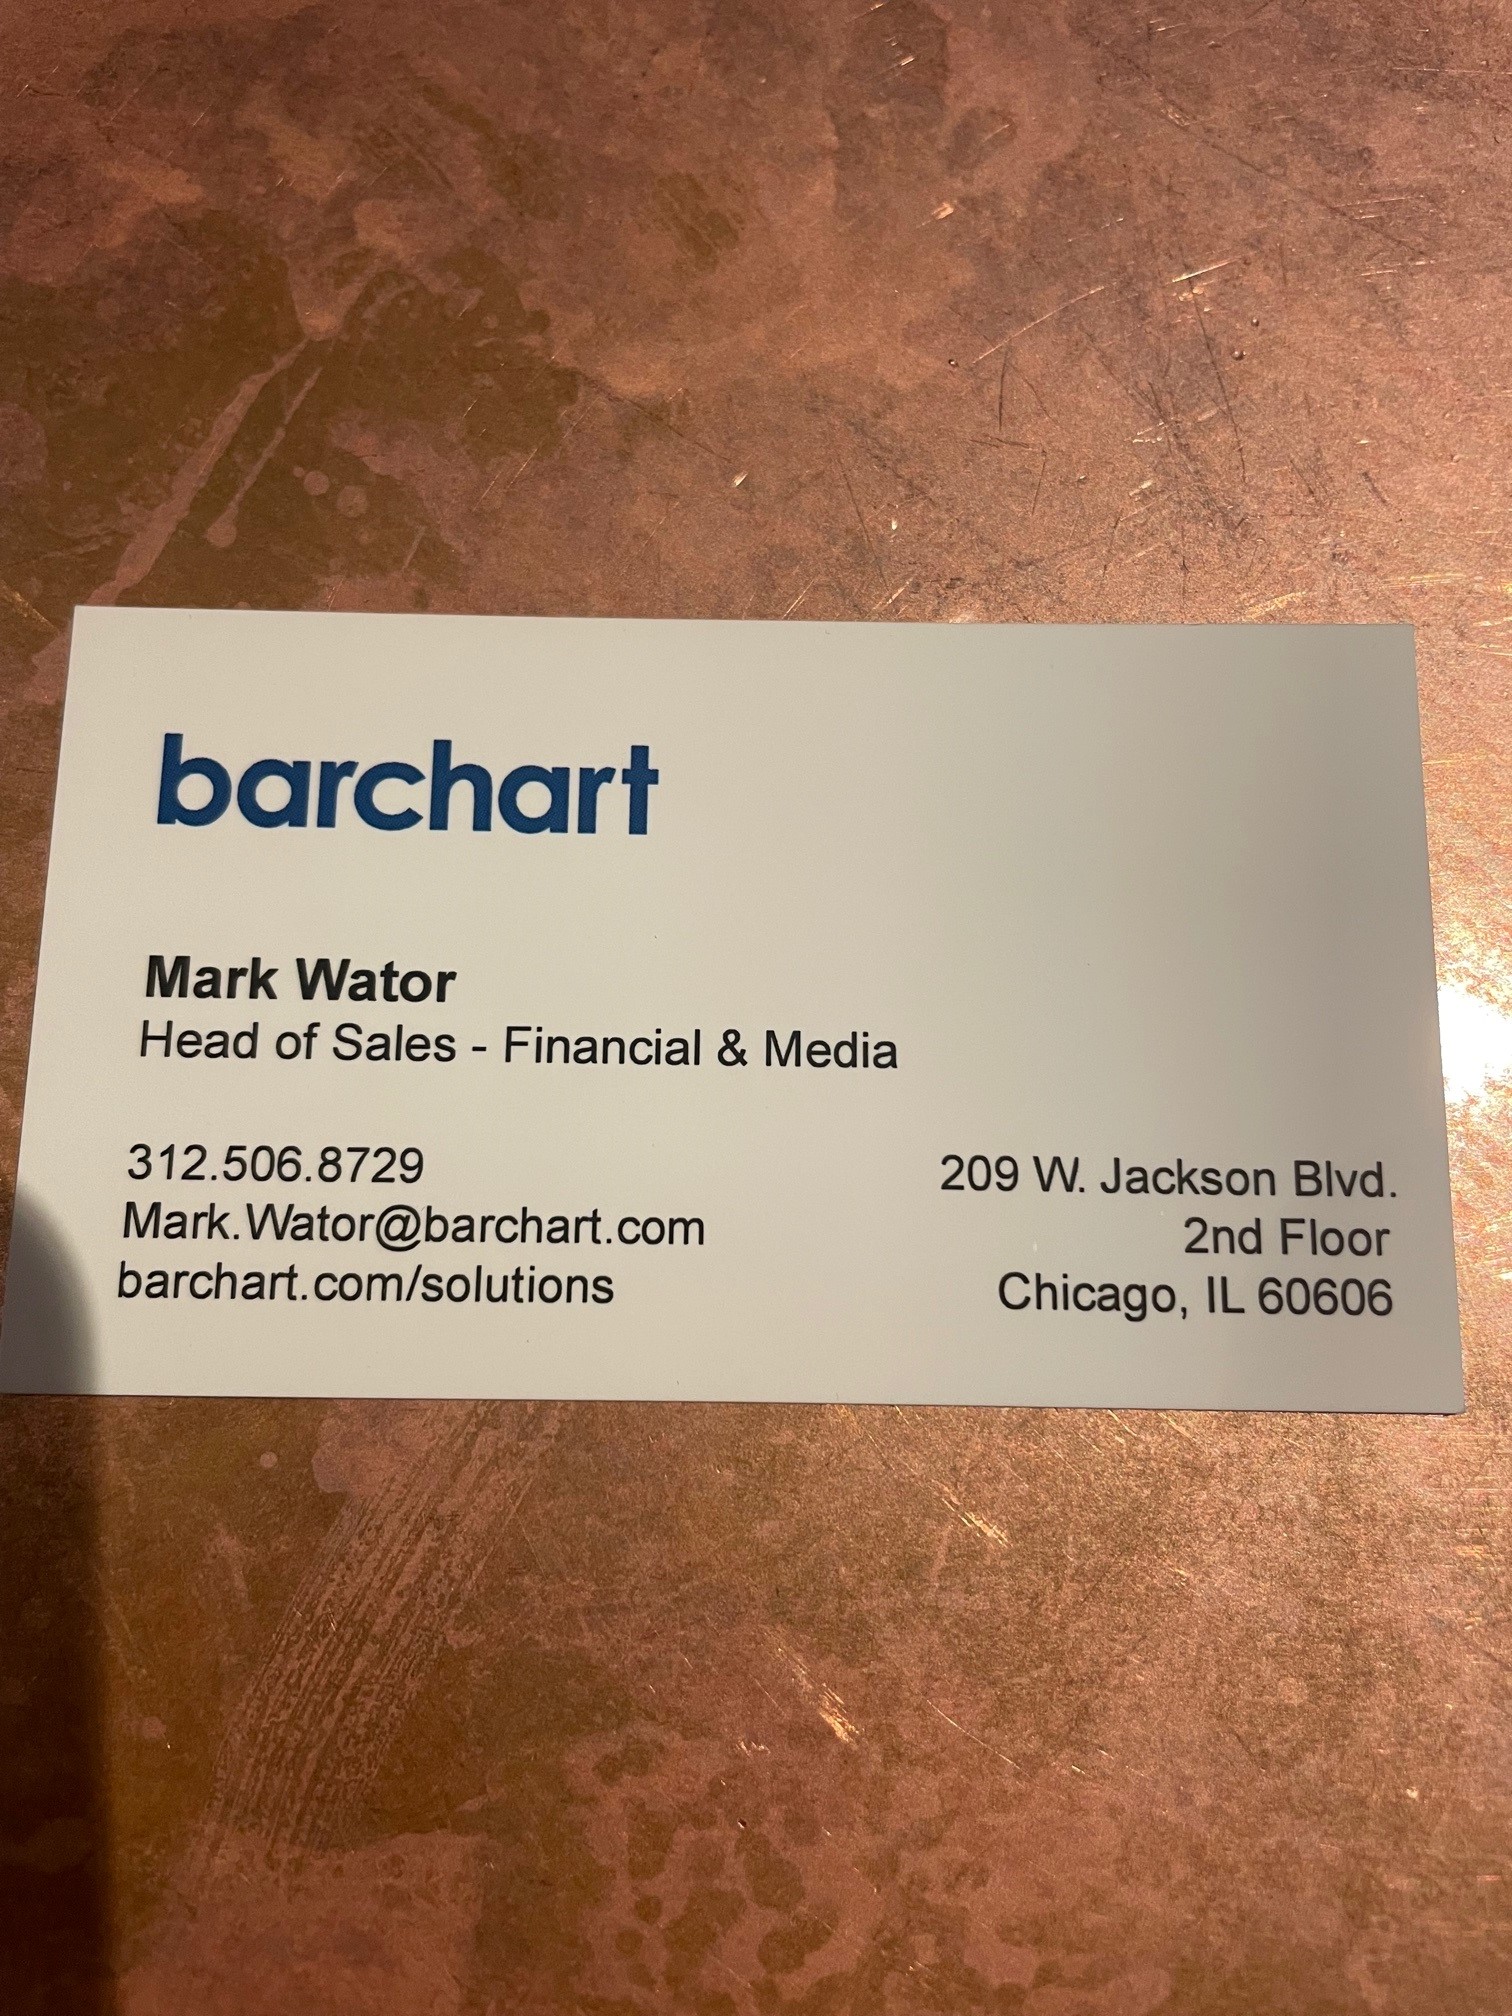 barchart
Mark Wator
Head of Sales - Financial & Media
312.506.8729
Mark.Wator@barchart.com
barchart.com/solutions
209 W. Jackson Blvd.
2nd Floor
Chicago, IL 60606